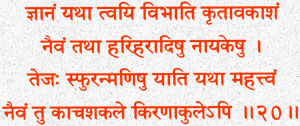 ज्ञानं यथा त्वयि विभाति कृतावकाशं
नैवं तथा हरिहरादिषु नायकेषु ।
तेजः स्फुरन्मणिषु याति यथा महत्त्वं
नैवं तु काचशकले किरणाकुलेऽपि ॥२०॥